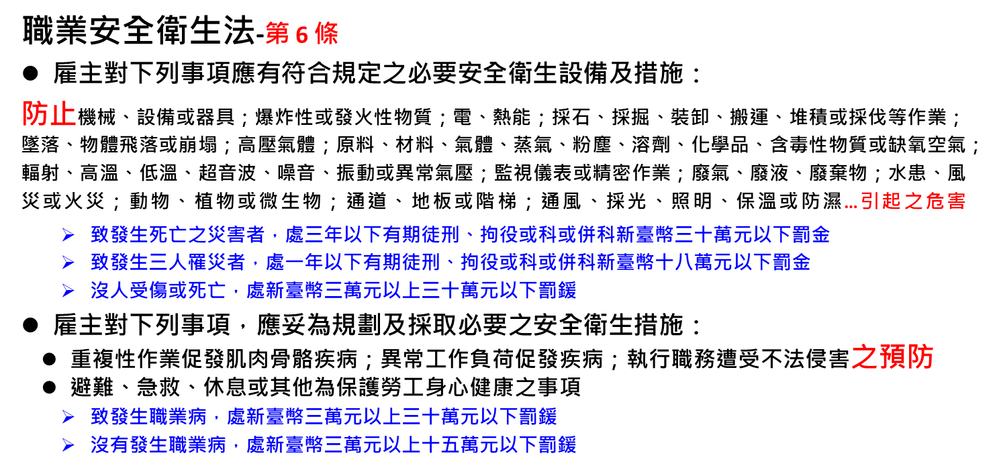 職業安全衛生法-第 6 條
● 雇主對下列事項應有符合規定之必要安全衛生設備及措施：
防止機械、設備或器具；爆炸性或發火性物質；電、熱能；採石、採掘、裝卸、搬運、堆積或採伐等作業；
墜落、物體飛落或崩塌；高壓氣體；原料、材料、氣體、蒸氣、粉塵、溶劑、化學品、含毒性物質或缺氧空氣；
輻射、高溫、低溫、超音波、噪音、振動或異常氣壓；監視儀表或精密作業；廢氣、廢液、廢棄物；水患、風
災或火災；動物、植物或微生物；通道、地板或階梯；通風、採光、照明、保溫或防濕…引起之危害
➢ 致發生死亡之災害者，處三年以下有期徒刑、拘役或科或併科新臺幣三十萬元以下罰金
➢ 致發生三人罹災者，處一年以下有期徒刑、拘役或科或併科新臺幣十八萬元以下罰金
➢ 沒人受傷或死亡，處新臺幣三萬元以上三十萬元以下罰鍰
● 雇主對下列事項，應妥為規劃及採取必要之安全衛生措施：
● 重複性作業促發肌肉骨骼疾病；異常工作負荷促發疾病；執行職務遭受不法侵害之預防
● 避難、急救、休息或其他為保護勞工身心健康之事項
➢ 致發生職業病，處新臺幣三萬元以上三十萬元以下罰鍰
➢ 沒有發生職業病，處新臺幣三萬元以上十五萬元以下罰鍰